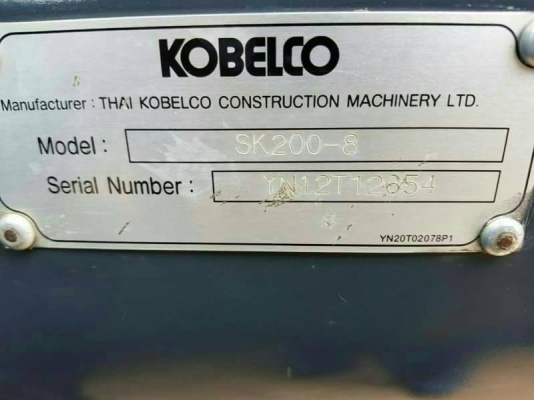 KOBELCO
Manufacturer : THAI KOBELCO CONSTRUCTION MACHINERY LTD.
Model : SK200-8
Serial Number : YN12T12654
YN20T02078P1